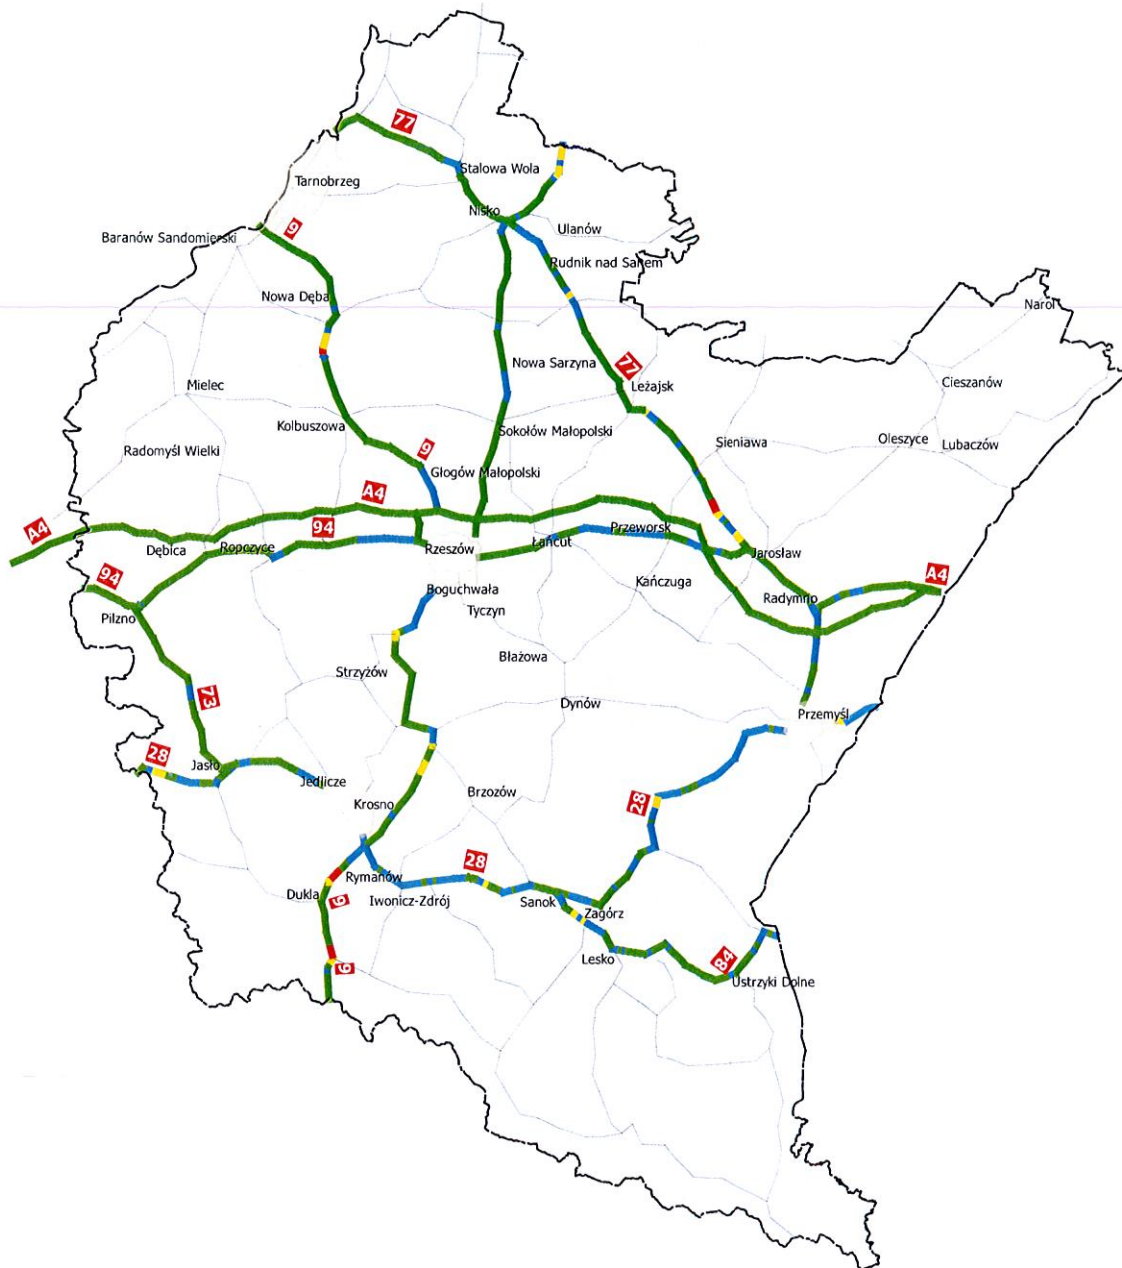 77
Stalowa Wola
Tarnobrzeg
Nisko
9
Ulanów
Baranów Sandomierski
Rudnik nad Sanem
Nowa Dęba
Narol
Nowa Sarzyna
77
Leżajsk
Mielec
Cieszanów
Kolbuszowa
Sokołów Małopolski
Sieniawa
Oleszyce
Lubaczów
Radomyśl Wielki
9
Głogów Małopolski
A4
A4
94
Przeworsk
Dębica
Ropczyce
Rzeszów
Łańcut
Jarosław
94
A4
Kańczuga
Boguchwała
Radymno
Tyczyn
Pilzno
Błażowa
Strzyżów
73
Dynów
Przemyśl
28
Jasło
Jedlicze
Brzozów
Krosno
28
28
Rymanów
Dukla
9
Iwonicz-Zdrój
Sanok
Zagórz
Lesko
84
9
Ustrzyki Dolne